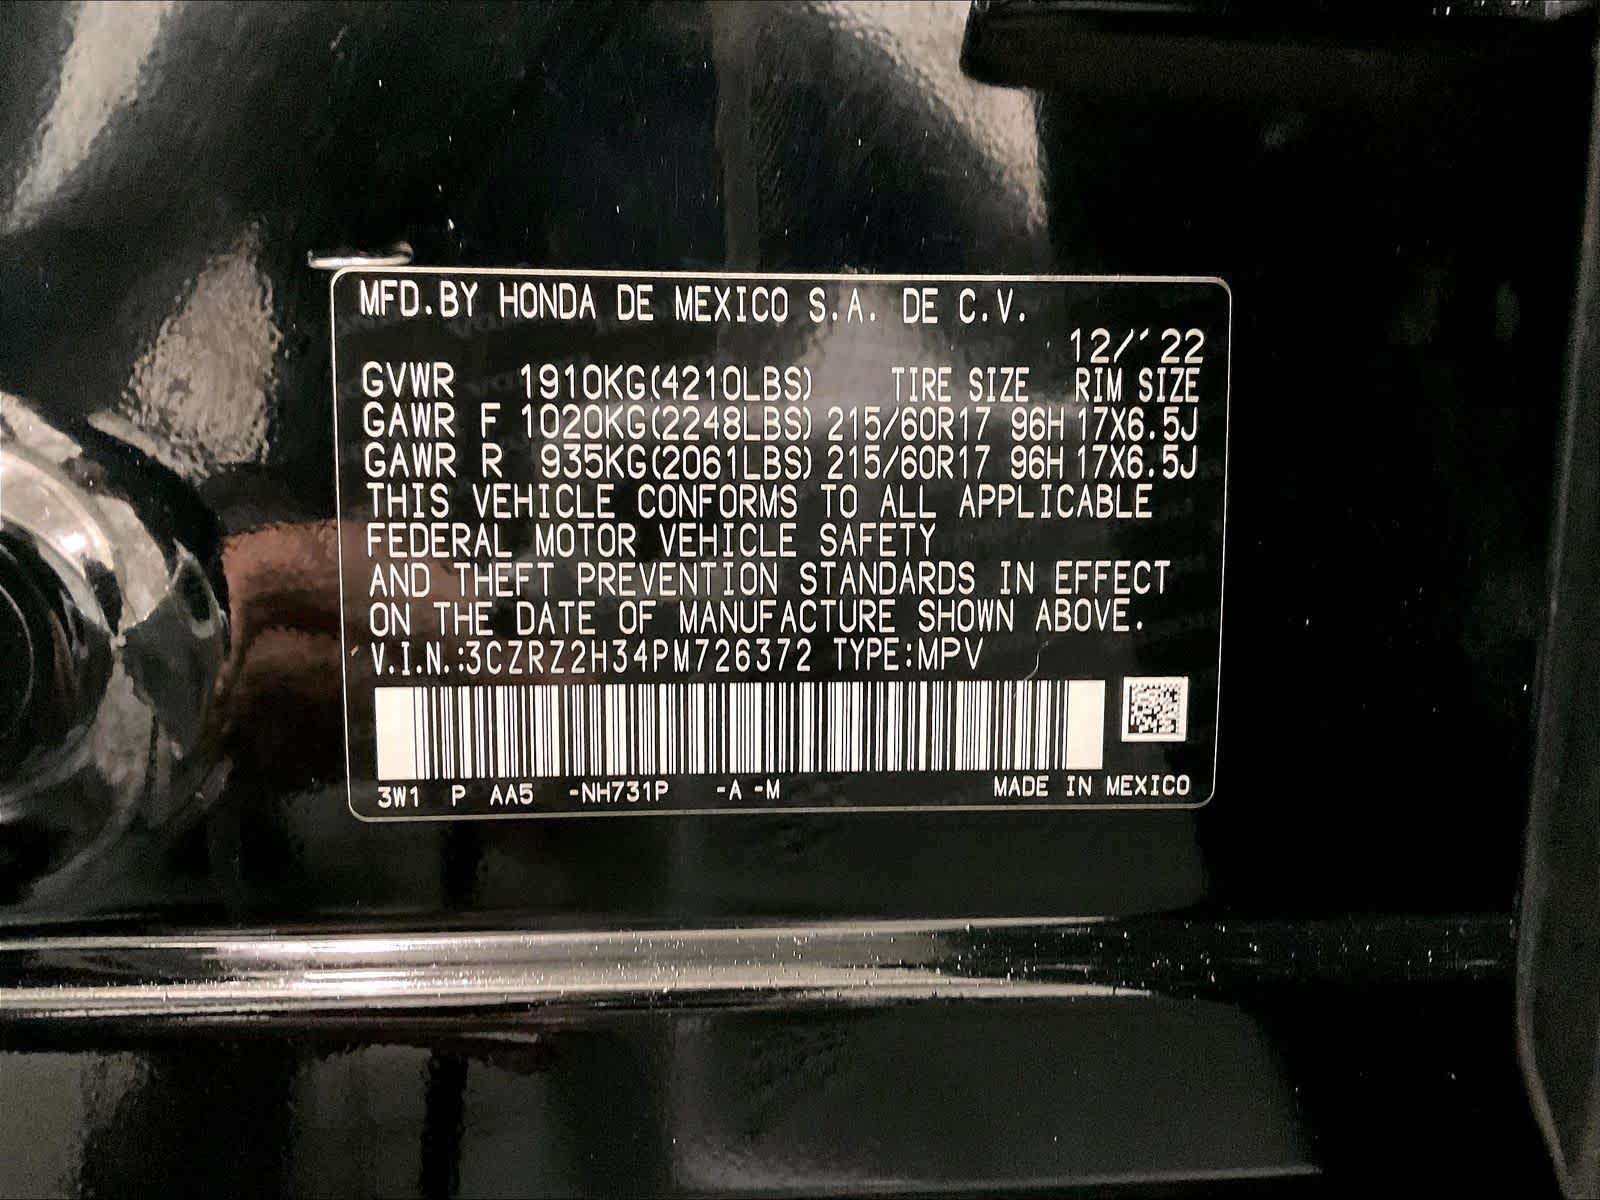 MFD.BY HONDA DE MEXICO S.A. DE C.V.
12/'22
GVWR 1910KG(4210LBS) TIRE SIZE RIM SIZE
GAWR F 1020KG(2248LBS) 215/60R17 96H 17X6.5J
GAWR R 935KG(2061LBS) 215/60R17 96H 17X6.5J
THIS VEHICLE CONFORMS TO ALL APPLICABLE
FEDERAL MOTOR VEHICLE SAFETY
AND THEFT PREVENTION STANDARDS IN EFFECT
ON THE DATE OF MANUFACTURE SHOWN ABOVE.
V.I.N.:3CZRZ2H34PM726372 TYPE:MPV
3W1 P AA5 -NH731P -A -M MADE IN MEXICO